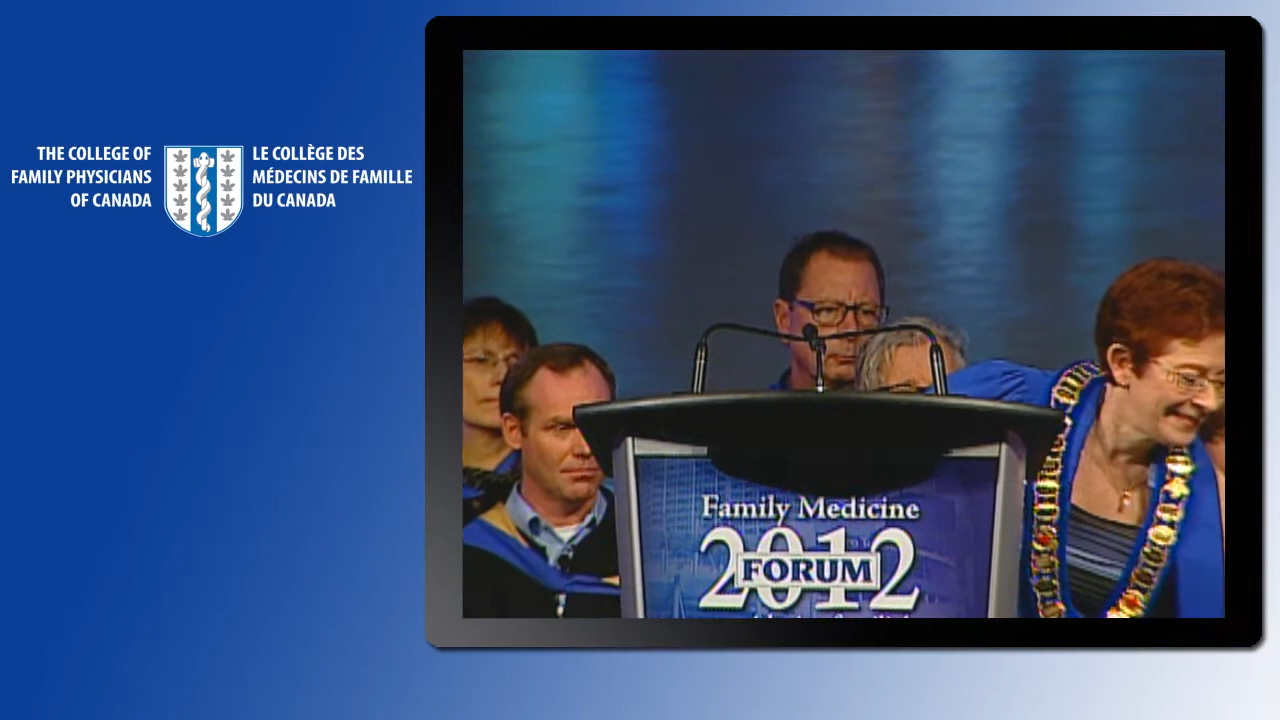 THE COLLEGE OF
FAMILY PHYSICIANS
OF CANADA
LE COLLÈGE DES
MÉDECINS DE FAMILLE
DU CANADA
Family Medicine
2012
FORUM